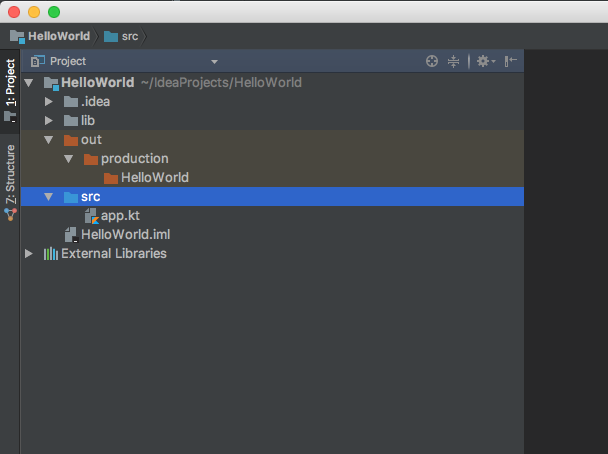 HelloWorld src
Project
HelloWorld ~/IdeaProjects/HelloWorld
.idea
lib
out
production
HelloWorld
src
app.kt
HelloWorld.iml
External Libraries
1: Project
7: Structure